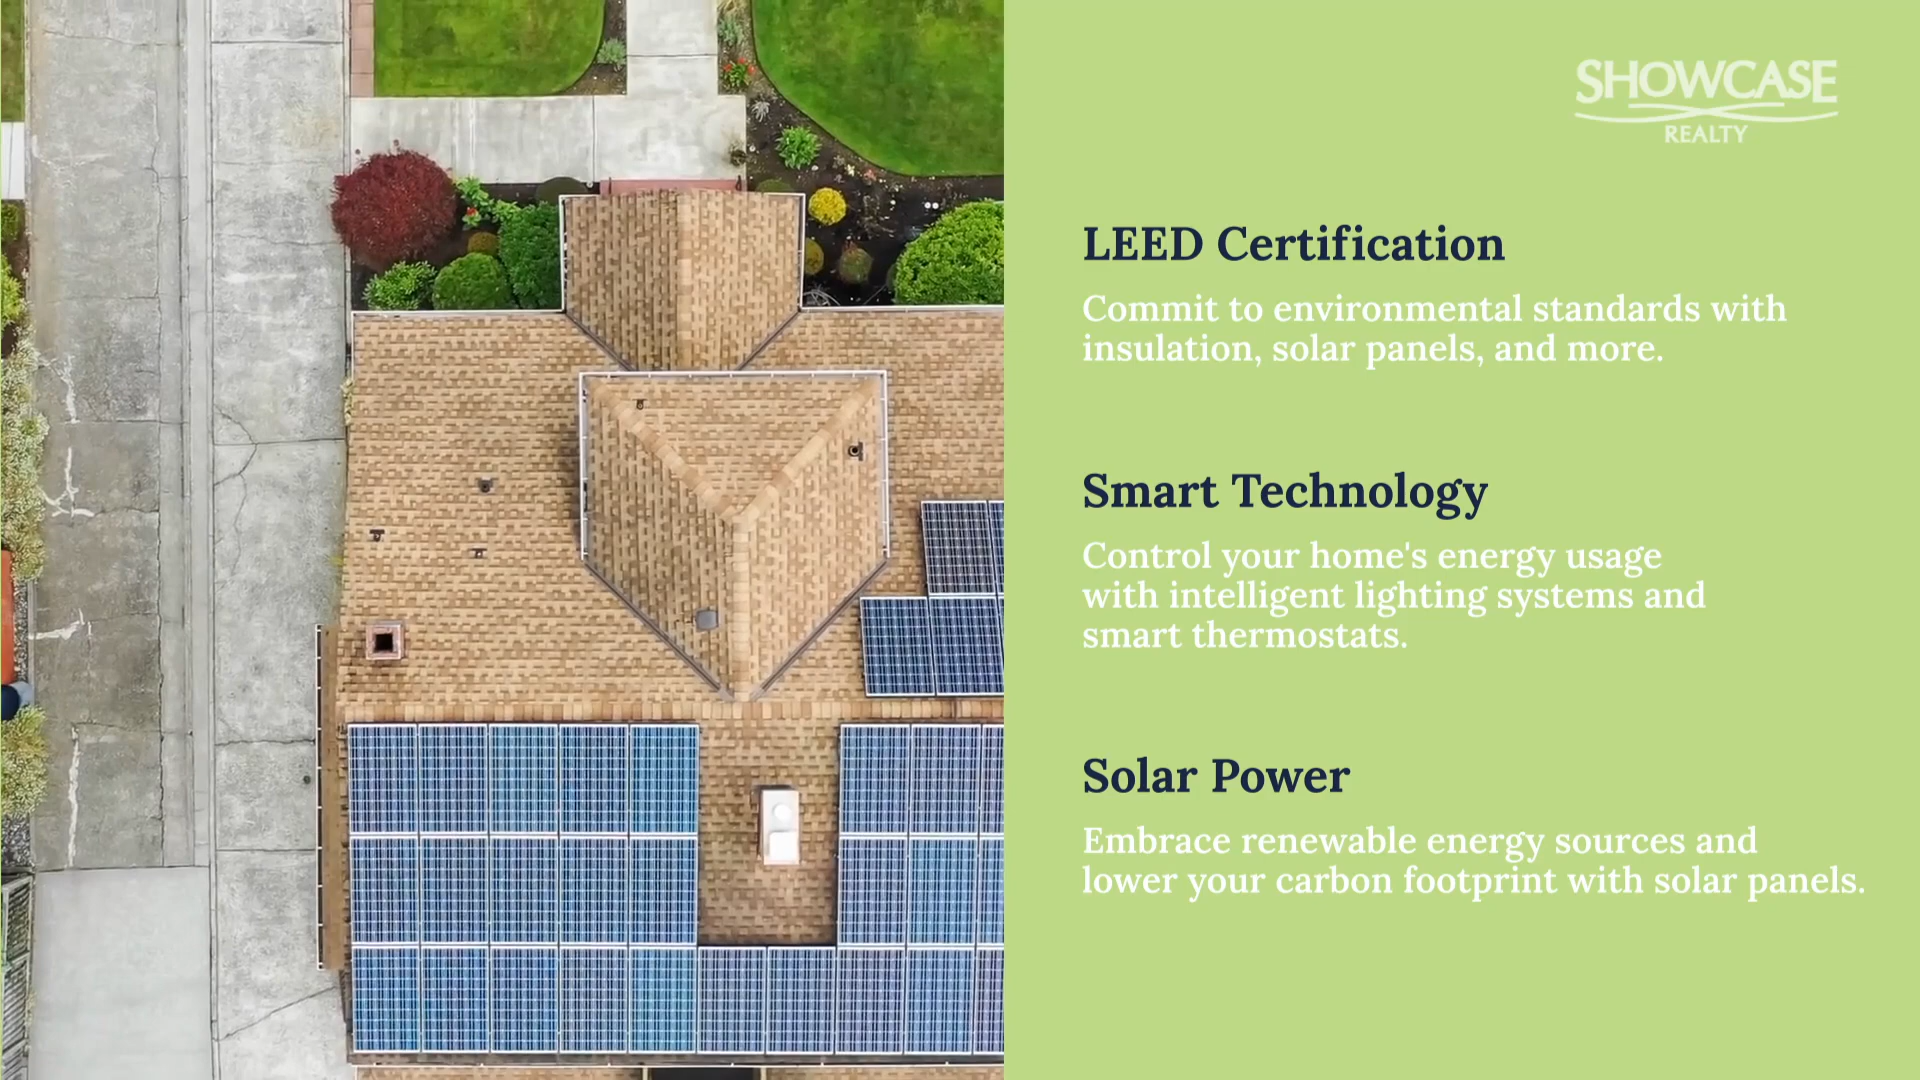 SHOWCASE
REALTY
LEED Certification
Commit to environmental standards with
insulation, solar panels, and more.
Smart Technology
Control your home's energy usage
with intelligent lighting systems and
smart thermostats.
Solar Power
Embrace renewable energy sources and
lower your carbon footprint with solar panels.